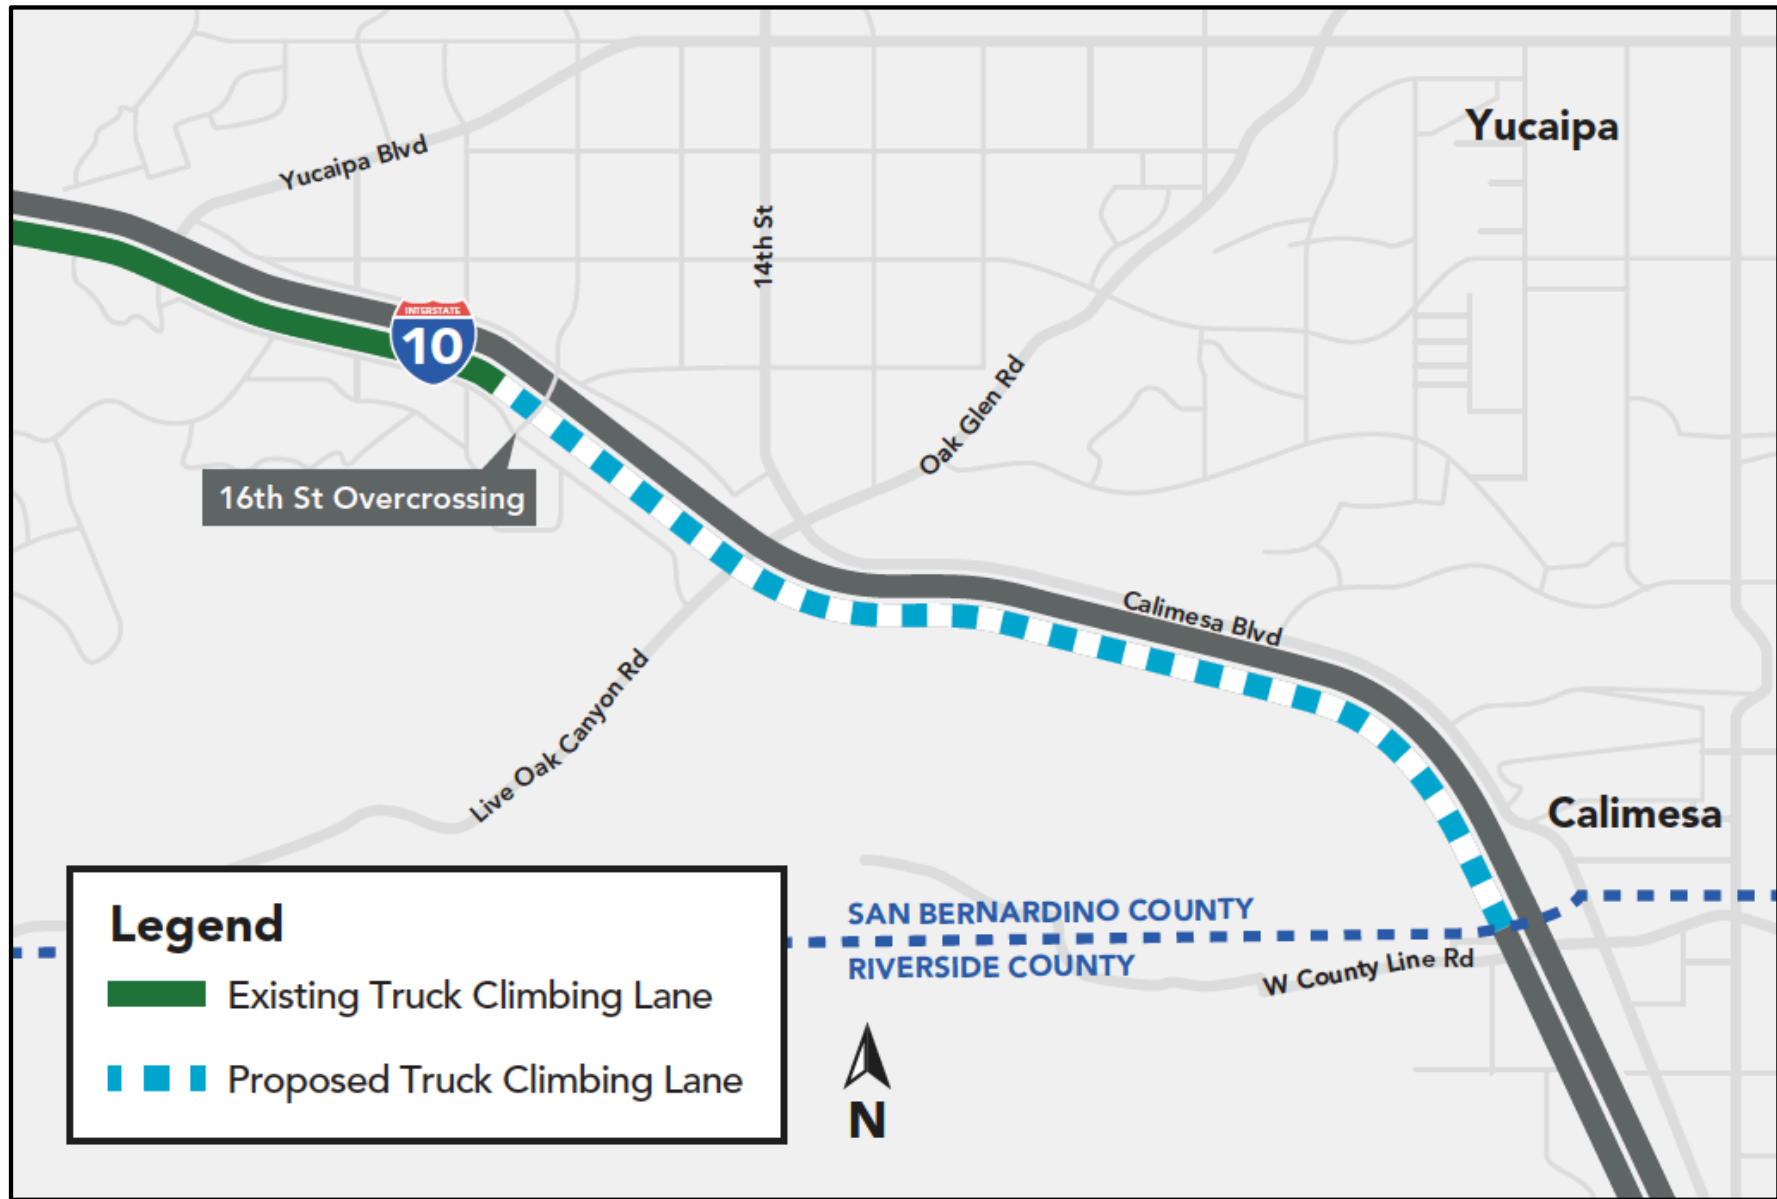 Yucaipa
Yucaipa Blvd
14th St
INTERSTATE
10
Oak Glen Rd
16th St Overcrossing
Calimesa Blvd
Live Oak Canyon Rd
Calimesa
SAN BERNARDINO COUNTY
RIVERSIDE COUNTY
W County Line Rd
Legend
Existing Truck Climbing Lane
Proposed Truck Climbing Lane
N